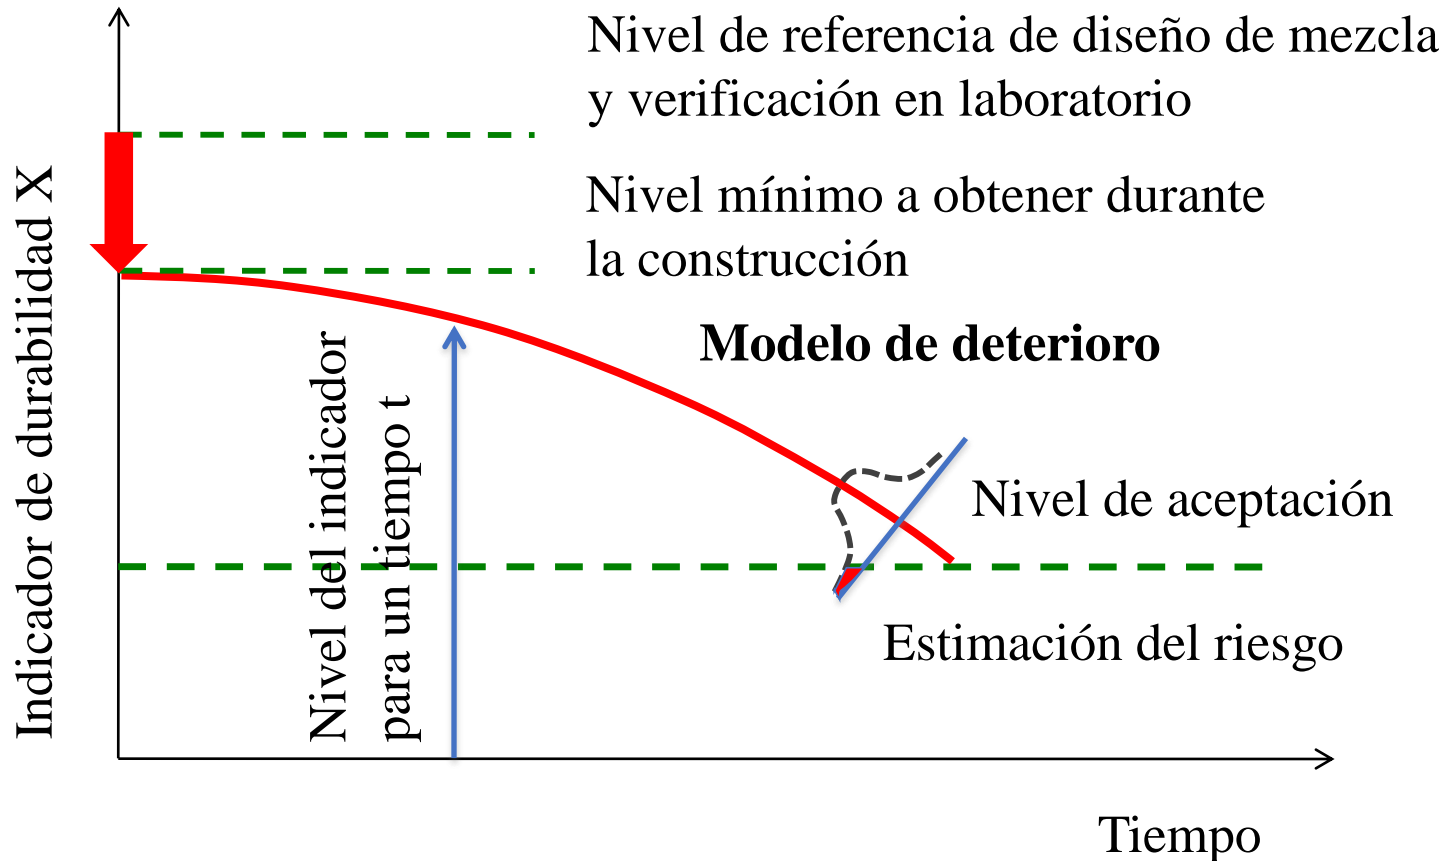 Nivel de referencia de diseño de mezcla
y verificación en laboratorio
Nivel mínimo a obtener durante
la construcción
Modelo de deterioro
Indicador de durabilidad X
Nivel del indicador
para un tiempo t
Nivel de aceptación
Estimación del riesgo
Tiempo